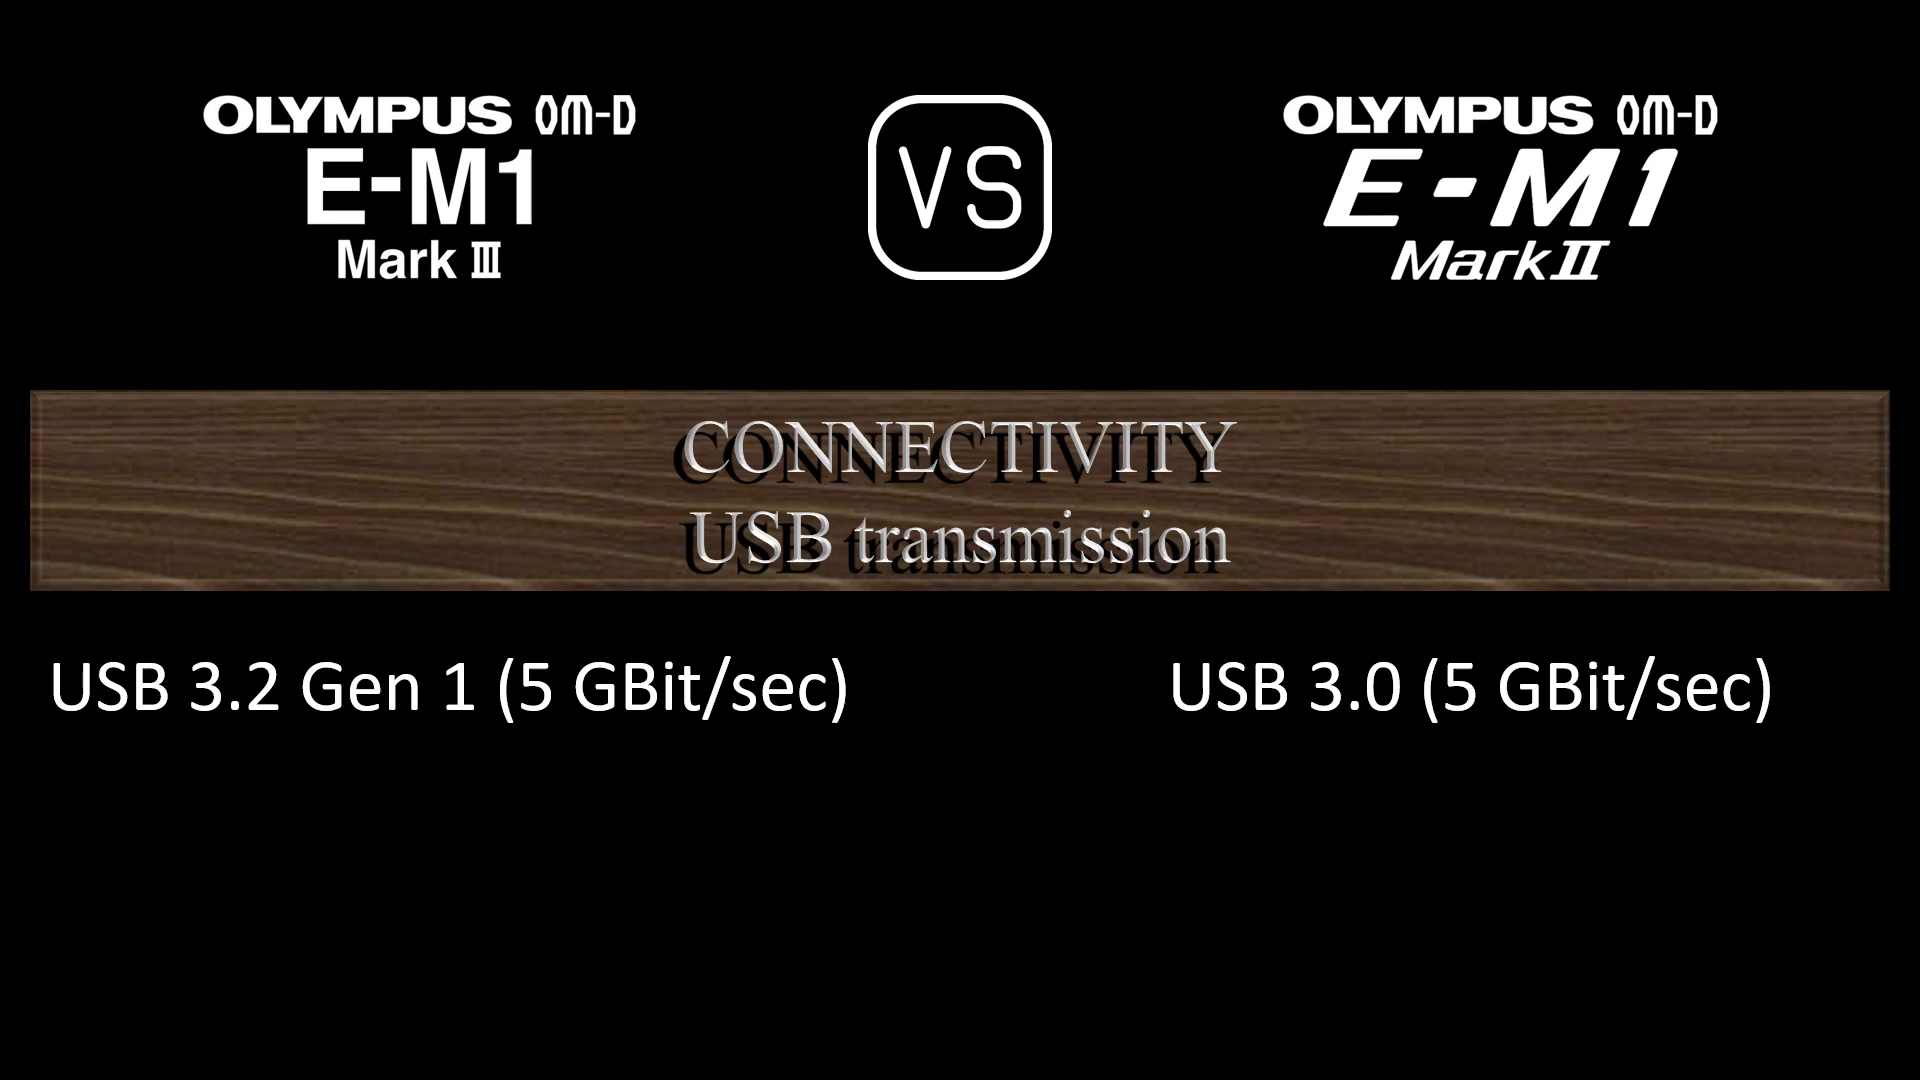 OLYMPUS OM-D
E-M1
Mark III
VS
OLYMPUS OM-D
E-M1
Mark II
CONNECTIVITY
USB transmission
USB 3.2 Gen 1 (5 GBit/sec)
USB 3.0 (5 GBit/sec)